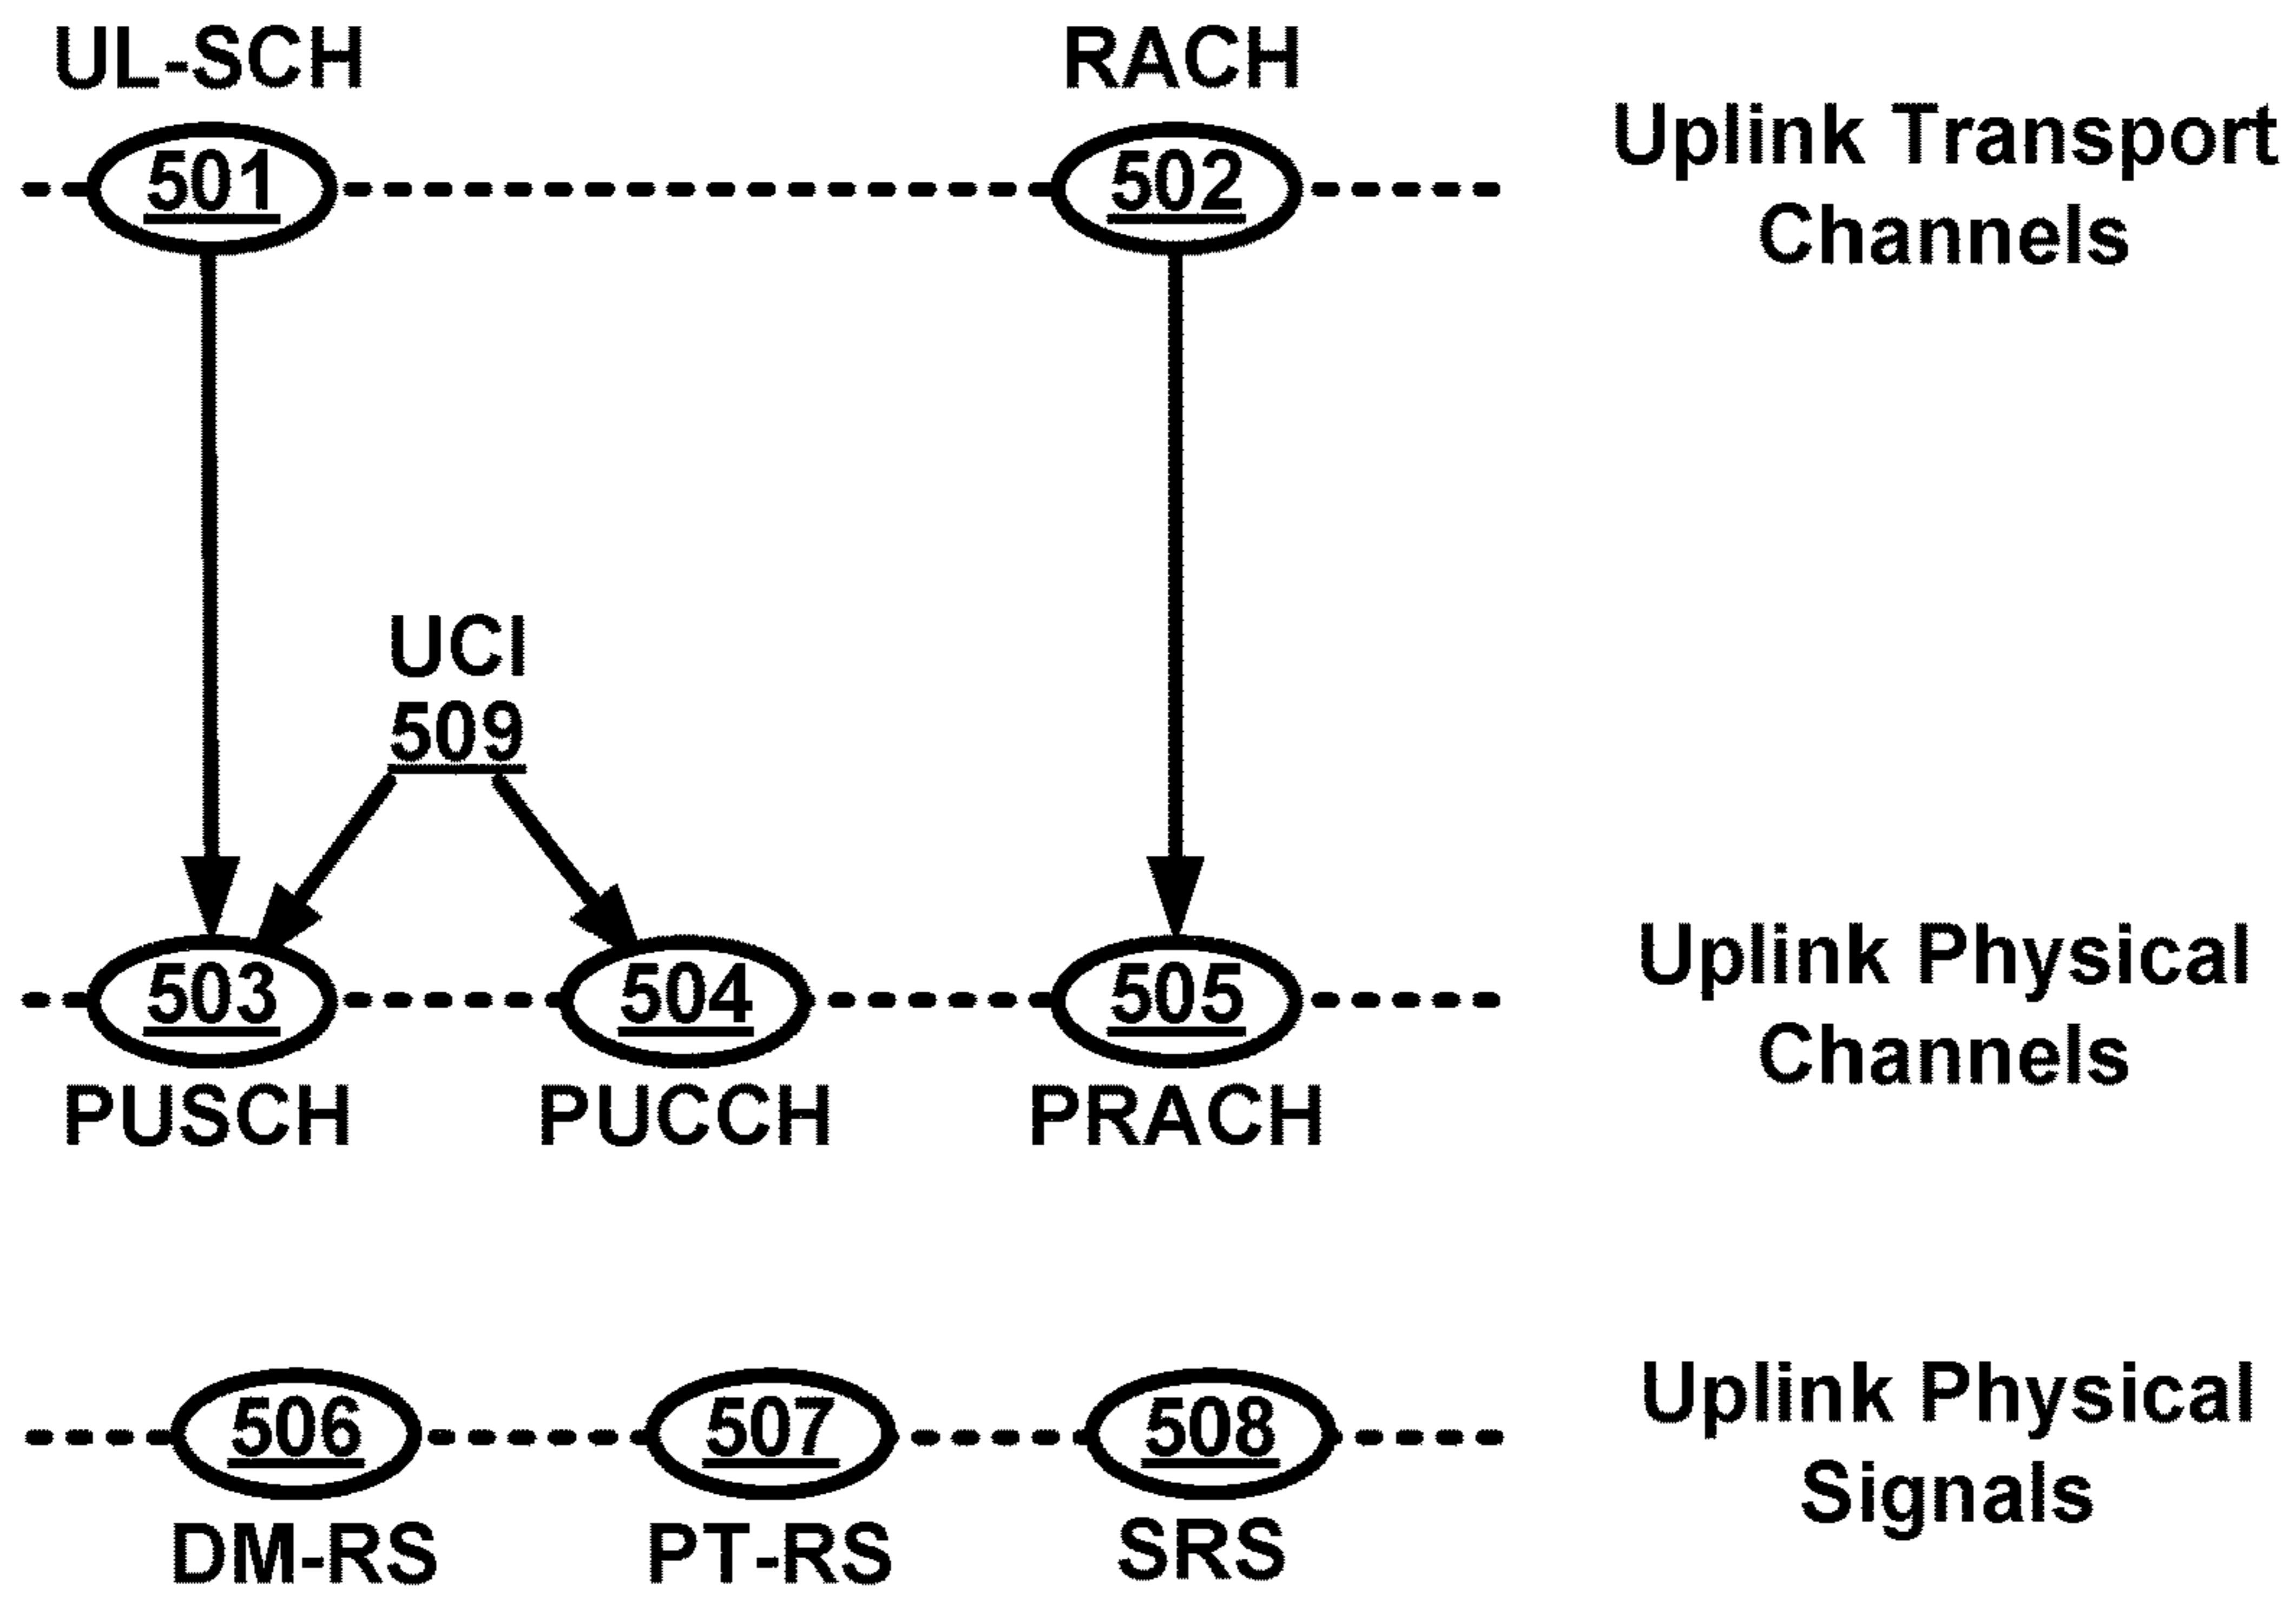 UL-SCH
RACH
501
502
Uplink Transport
Channels
UCI
509
503
504
505
Uplink Physical
Channels
PUSCH
PUCCH
PRACH
506
507
508
Uplink Physical
Signals
DM-RS
PT-RS
SRS